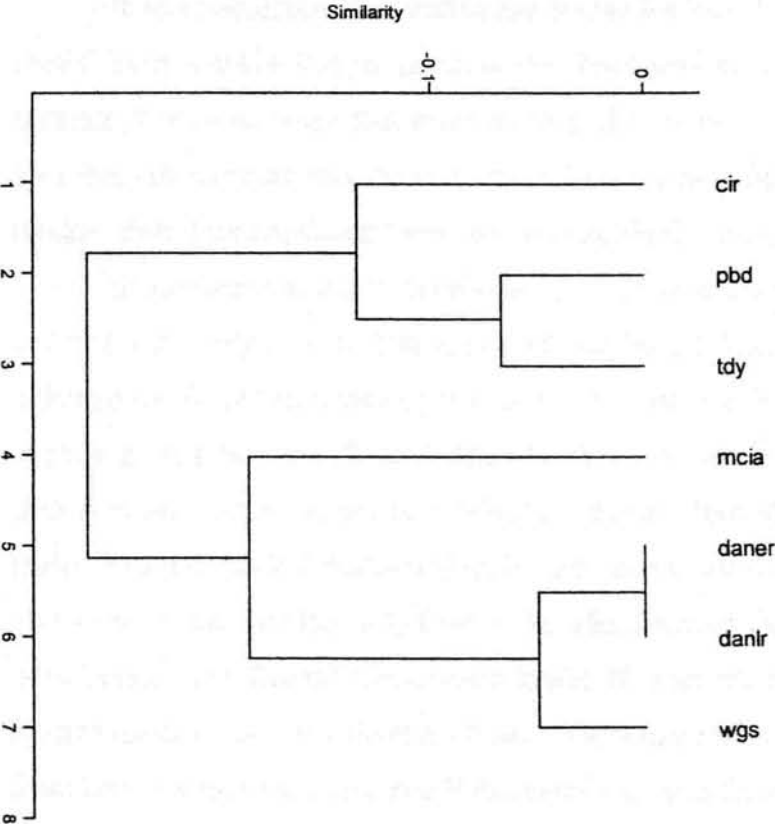 Similarity
-0.1
0
1
cir
2
pbd
3
tdy
4
mcia
5
daner
6
danlr
7
wgs
8